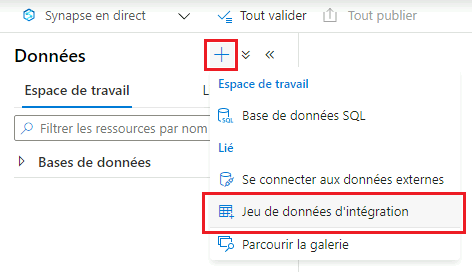 Synapse en direct Tout valider Tout publier
Données
Espace de travail L
Filtrer les ressources par nom
Bases de données
Espace de travail
SQL Base de données SQL
Lié
Se connecter aux données externes
Jeu de données d'intégration
Parcourir la galerie